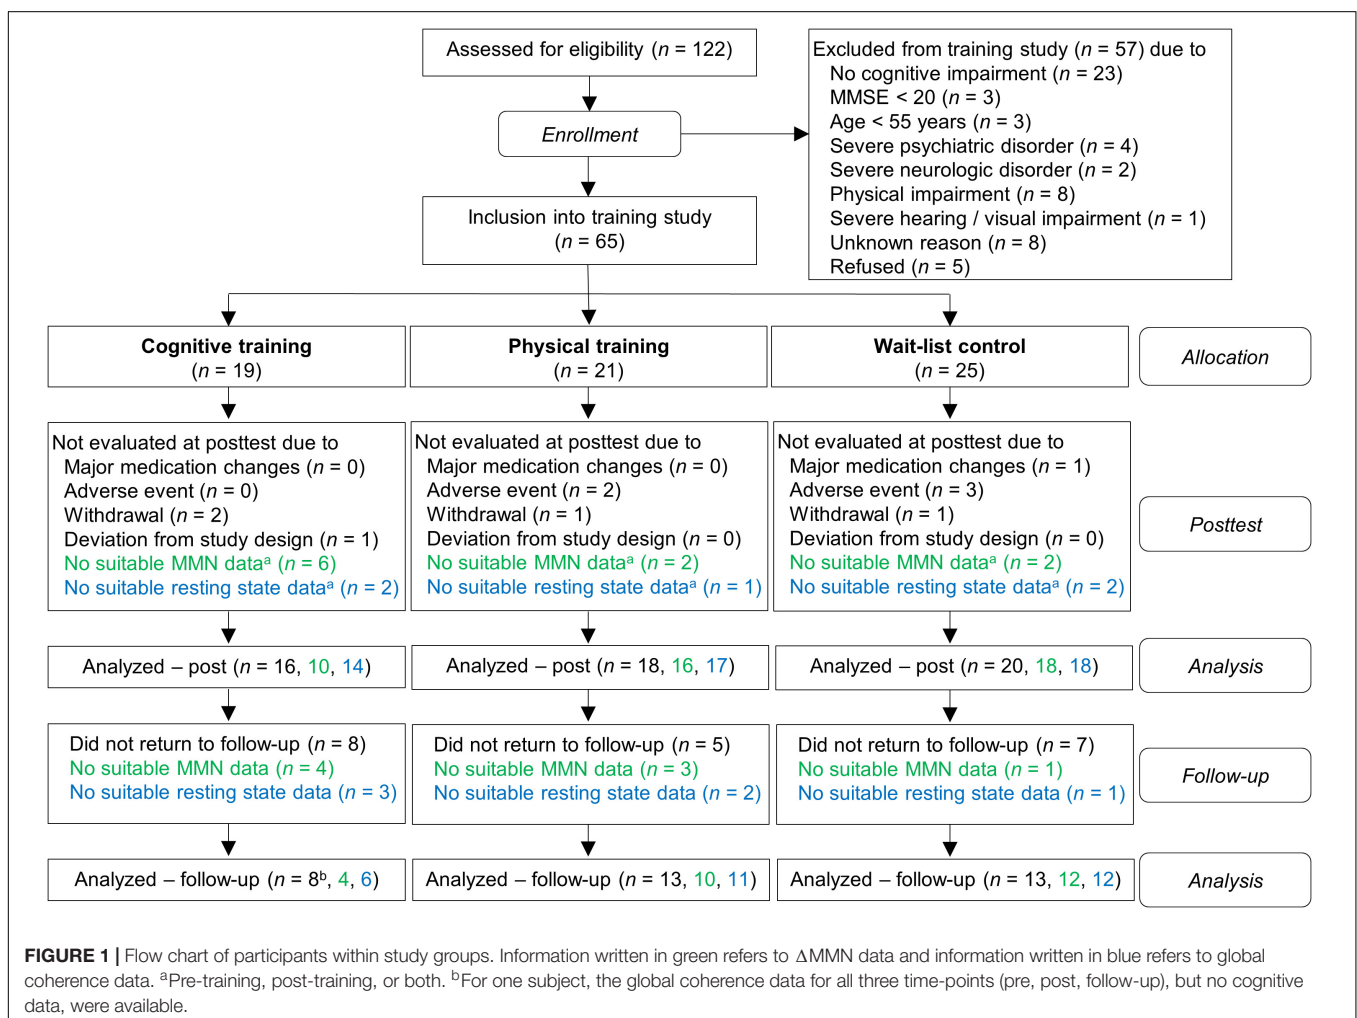 Assessed for eligibility (n = 122)
Excluded from training study (n = 57) due to
No cognitive impairment (n = 23)
MMSE < 20 (n = 3)
Age < 55 years (n = 3)
Severe psychiatric disorder (n = 4)
Severe neurologic disorder (n = 2)
Physical impairment (n = 8)
Severe hearing / visual impairment (n = 1)
Unknown reason (n = 8)
Refused (n = 5)
Enrollment
Inclusion into training study
(n = 65)
Cognitive training
(n = 19)
Physical training
(n = 21)
Wait-list control
(n = 25)
Allocation
Not evaluated at posttest due to
Major medication changes (n = 0)
Adverse event (n = 0)
Withdrawal (n = 2)
Deviation from study design (n = 1)
No suitable MMN dataᵃ (n = 6)
No suitable resting state dataᵃ (n = 2)
Not evaluated at posttest due to
Major medication changes (n = 0)
Adverse event (n = 2)
Withdrawal (n = 1)
Deviation from study design (n = 0)
No suitable MMN dataᵃ (n = 2)
No suitable resting state dataᵃ (n = 1)
Not evaluated at posttest due to
Major medication changes (n = 1)
Adverse event (n = 3)
Withdrawal (n = 1)
Deviation from study design (n = 0)
No suitable MMN dataᵃ (n = 2)
No suitable resting state dataᵃ (n = 2)
Posttest
Analyzed – post (n = 16, 10, 14)
Analyzed – post (n = 18, 16, 17)
Analyzed – post (n = 20, 18, 18)
Analysis
Did not return to follow-up (n = 8)
No suitable MMN data (n = 4)
No suitable resting state data (n = 3)
Did not return to follow-up (n = 5)
No suitable MMN data (n = 3)
No suitable resting state data (n = 2)
Did not return to follow-up (n = 7)
No suitable MMN data (n = 1)
No suitable resting state data (n = 1)
Follow-up
Analyzed – follow-up (n = 8ᵇ, 4, 6)
Analyzed – follow-up (n = 13, 10, 11)
Analyzed – follow-up (n = 13, 12, 12)
Analysis
FIGURE 1 | Flow chart of participants within study groups. Information written in green refers to ΔMMN data and information written in blue refers to global
coherence data. ᵃPre-training, post-training, or both. ᵇFor one subject, the global coherence data for all three time-points (pre, post, follow-up), but no cognitive
data, were available.